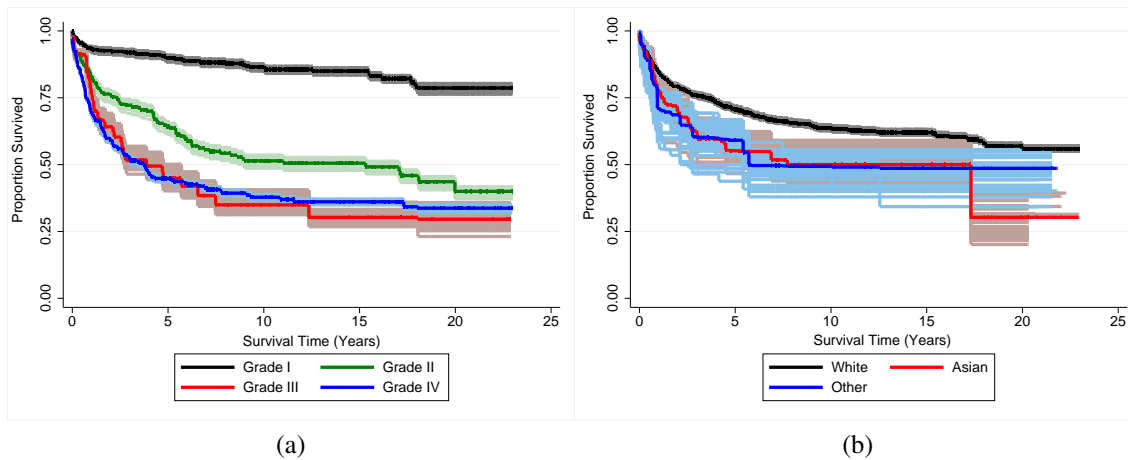 Proportion Survived
1.00
0.75
0.50
0.25
0.00
0 5 10 15 20 25
Survival Time (Years)
Grade I Grade II
Grade III Grade IV
(a)
Proportion Survived
1.00
0.75
0.50
0.25
0.00
0 5 10 15 20 25
Survival Time (Years)
White Asian
Other
(b)